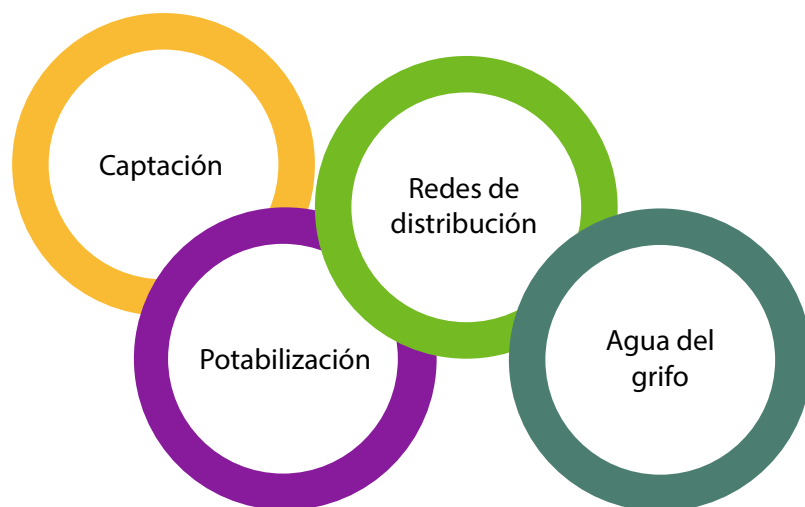 Captación
Potabilización
Redes de
distribución
Agua del
grifo